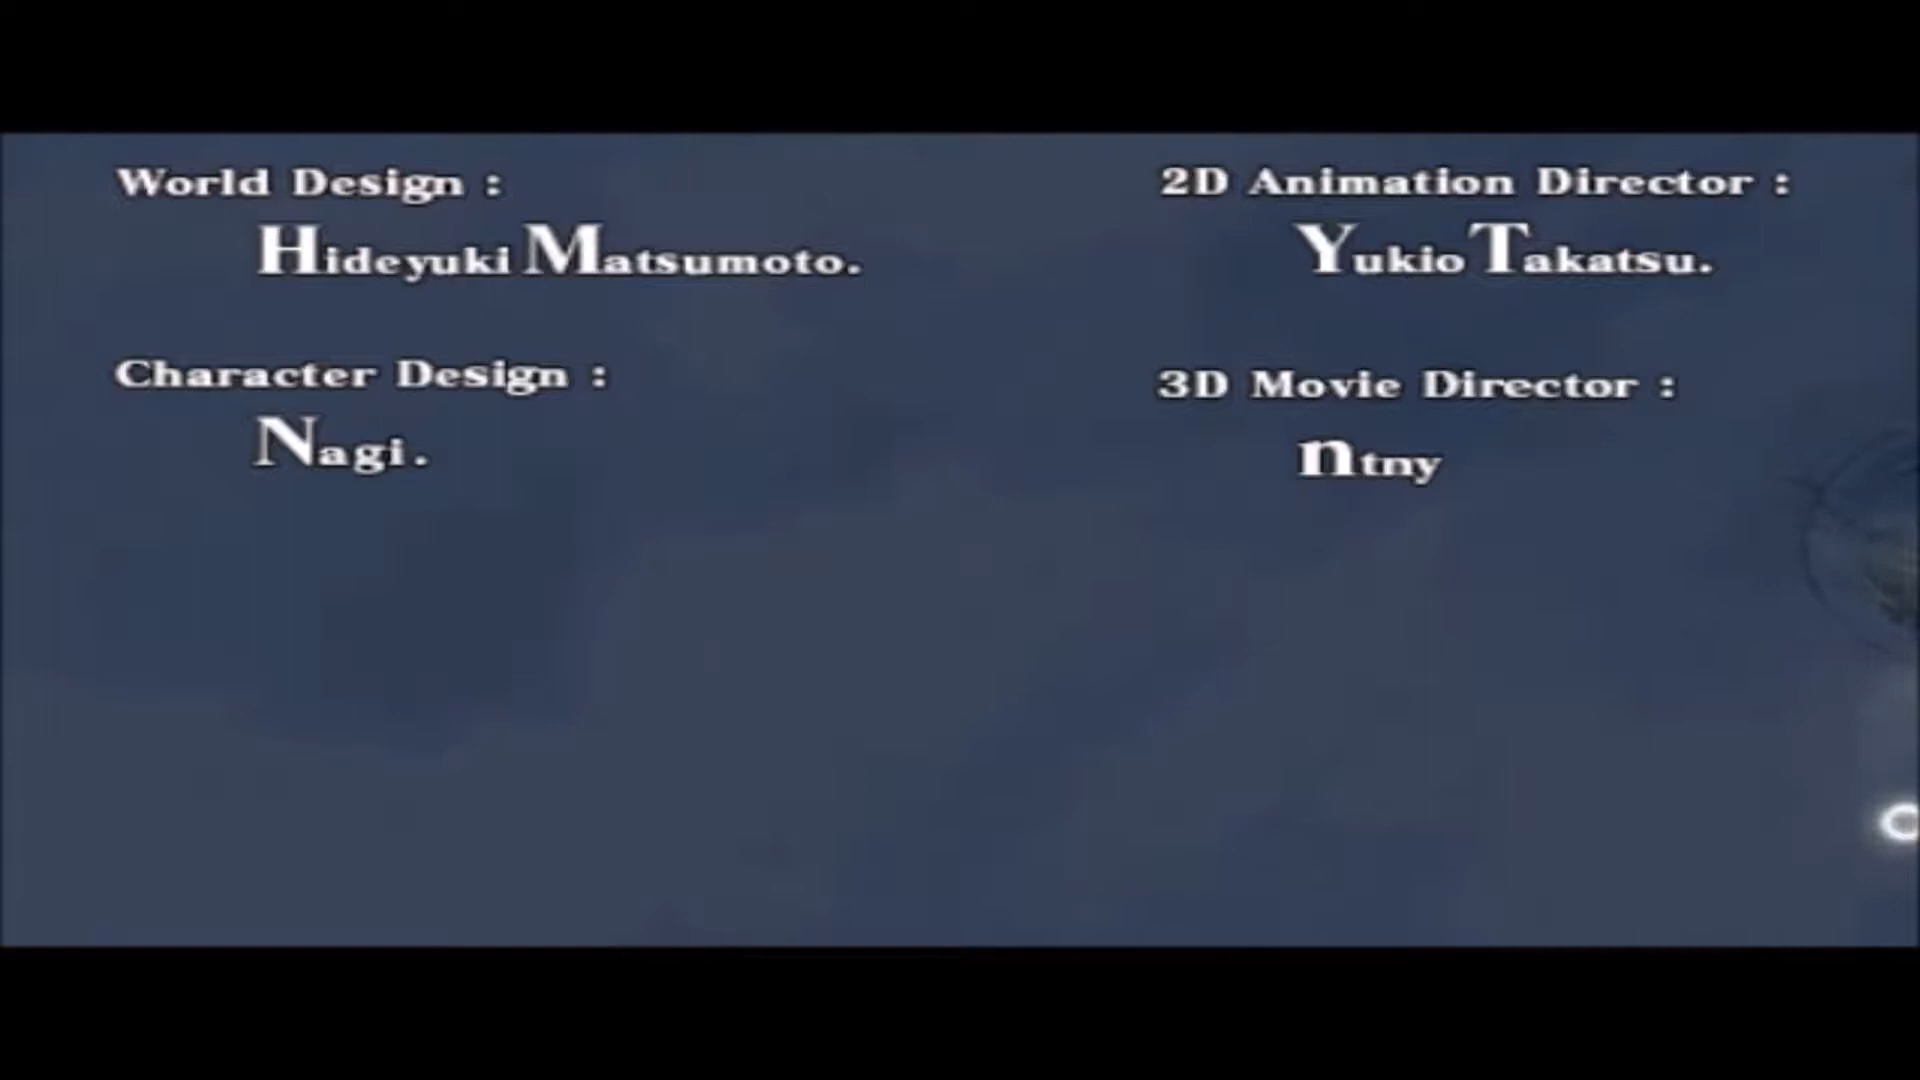 World Design :
Hideyuki Matsumoto.
Character Design :
Nagi.
2D Animation Director :
Yukio Takatsu.
3D Movie Director :
ntny